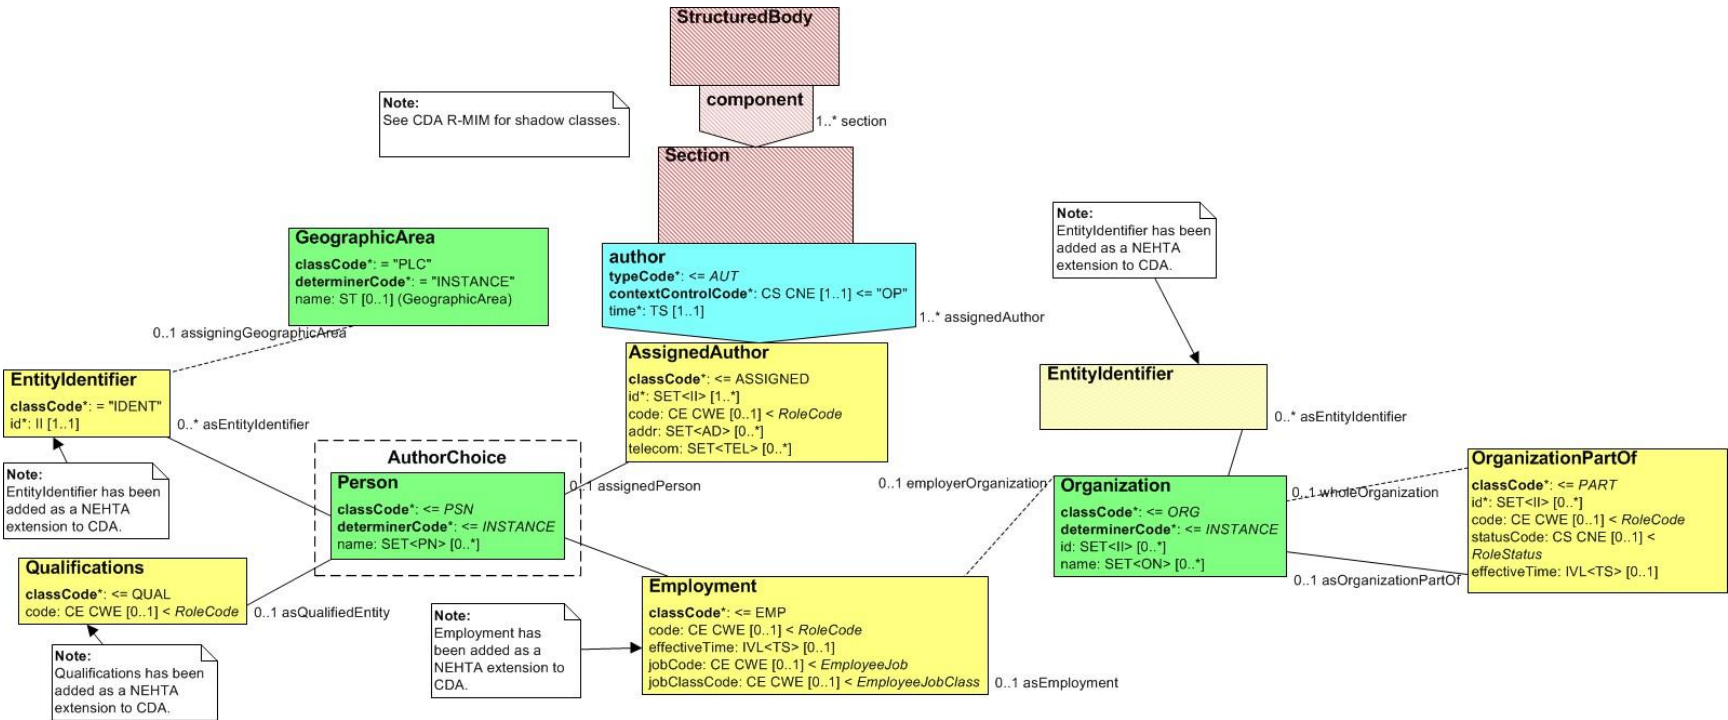 StructuredBody
component
1..* section
Note:
See CDA R-MIM for shadow classes.
Section
Note:
EntityIdentifier has been
added as a NEHTA
extension to CDA.
GeographicArea
classCode*: = "PLC"
determinerCode*: = "INSTANCE"
name: ST [0..1] (GeographicArea)
0..1 assigningGeographicArea
author
typeCode*: <= AUT
contextControlCode*: CS CNE [1..1] <= "OP"
time*: TS [1..1]
1..* assignedAuthor
AssignedAuthor
classCode*: <= ASSIGNED
id*: SET<II> [1..*]
code: CE CWE [0..1] < RoleCode
addr: SET<AD> [0..*]
telecom: SET<TEL> [0..*]
EntityIdentifier
0..* asEntityIdentifier
EntityIdentifier
classCode*: = "IDENT"
id*: II [1..1]
0..* asEntityIdentifier
Note:
EntityIdentifier has been
added as a NEHTA
extension to CDA.
AuthorChoice
Person
classCode*: <= PSN
determinerCode*: <= INSTANCE
name: SET<PN> [0..*]
0..1 assignedPerson
0..1 employerOrganization
Organization
classCode*: <= ORG
determinerCode*: <= INSTANCE
id: SET<II> [0..*]
name: SET<ON> [0..*]
0..1 wholeOrganization
0..1 asOrganizationPartOf
OrganizationPartOf
classCode*: <= PART
id*: SET<II> [0..*]
code: CE CWE [0..1] < RoleCode
statusCode: CS CNE [0..1] <
RoleStatus
effectiveTime: IVL<TS> [0..1]
Qualifications
classCode*: <= QUAL
code: CE CWE [0..1] < RoleCode
0..1 asQualifiedEntity
Note:
Qualifications has been
added as a NEHTA
extension to CDA.
Note:
Employment has
been added as a
NEHTA extension to
CDA.
Employment
classCode*: <= EMP
code: CE CWE [0..1] < RoleCode
effectiveTime: IVL<TS> [0..1]
jobCode: CE CWE [0..1] < EmployeeJob
jobClassCode: CE CWE [0..1] < EmployeeJobClass
0..1 asEmployment